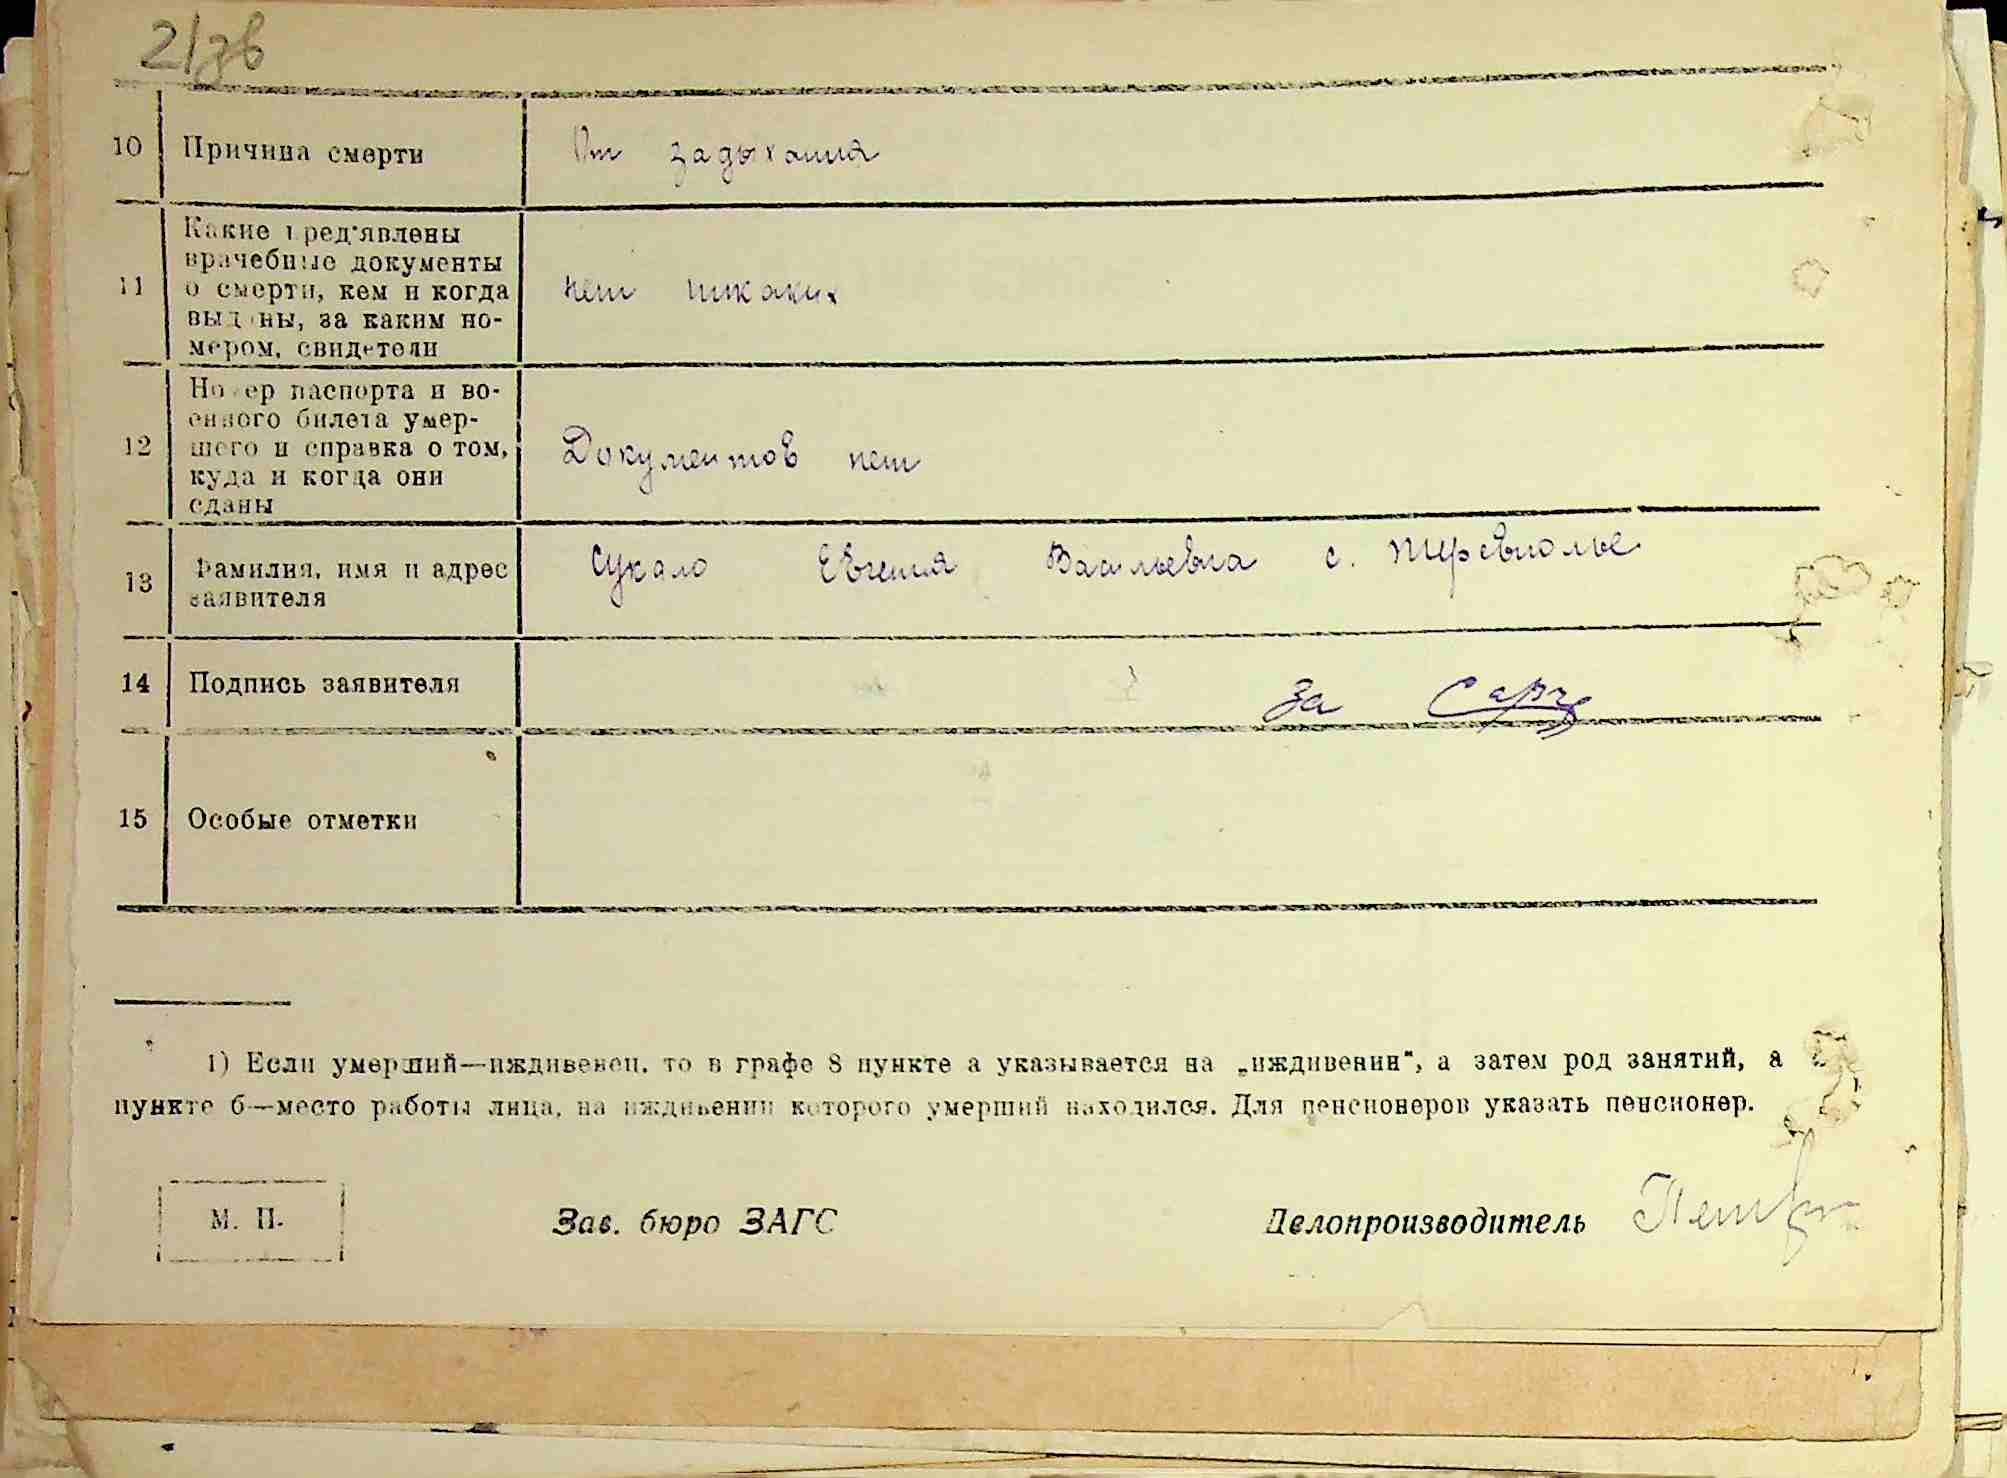 21зв
10 Причина смерти От задыхания
11 Какие пред'явлены
врачебные документы
о смерти, кем и когда
выданы, за каким но-
мером, свидетели
нет никаких
12 Номер паспорта и во-
енного билета умер-
шего и справка о том,
куда и когда они
сданы
Документов нет
13 Фамилия, имя и адрес
заявителя
Сукало Евгения Васильевна с.
14 Подпись заявителя за
15 Особые отметки
1) Если умерший—иждивенец, то в графе 8 пункте а указывается на „иждивении“, а затем род занятий, а
пункте б—место работы лица, на иждивении которого умерший находился. Для пенсионеров указать пенсионер.
М. П. Зав. бюро ЗАГС Делопроизводитель